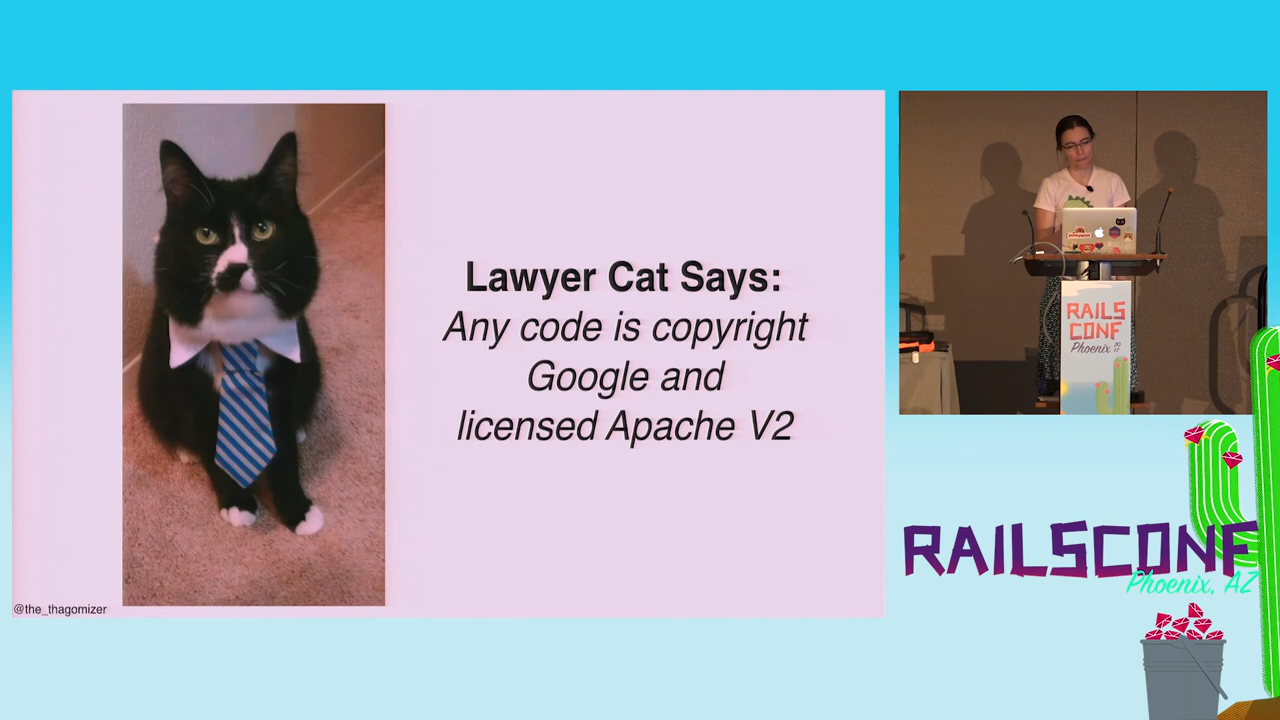 Lawyer Cat Says:
Any code is copyright
Google and
licensed Apache V2
@the_thagomizer
RAILS
CONF
Phoenix 2017
RAILSCONF
Phoenix, AZ